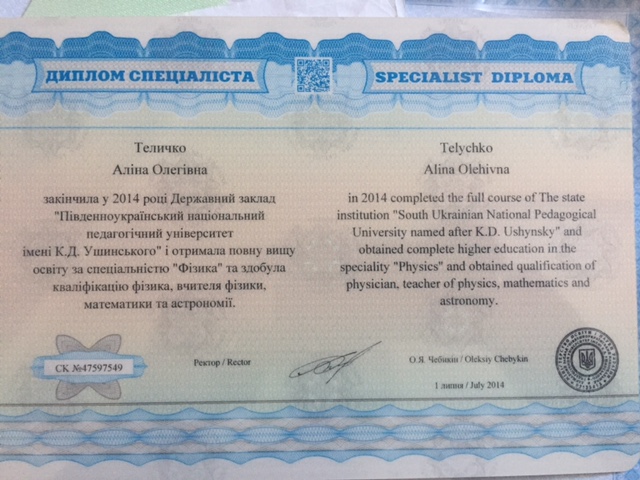 ДИПЛОМ СПЕЦІАЛІСТА
Теличко
Аліна Олегівна
закінчила у 2014 році Державний заклад
"Південноукраїнський національний
педагогічний університет
імені К.Д. Ушинського" і отримала повну вищу
освіту за спеціальністю "Фізика" та здобула
кваліфікацію фізика, вчителя фізики,
математики та астрономії.
SPECIALIST DIPLOMA
Telychko
Alina Olehivna
in 2014 completed the full course of The state
institution "South Ukrainian National Pedagogical
University named after K.D. Ushynsky" and
obtained complete higher education in the
speciality "Physics" and obtained qualification of
physician, teacher of physics, mathematics and
astronomy.
СК №47597549
Ректор / Rector
О.Я. Чебикін / Oleksiy Chebykin
1 липня / July 2014